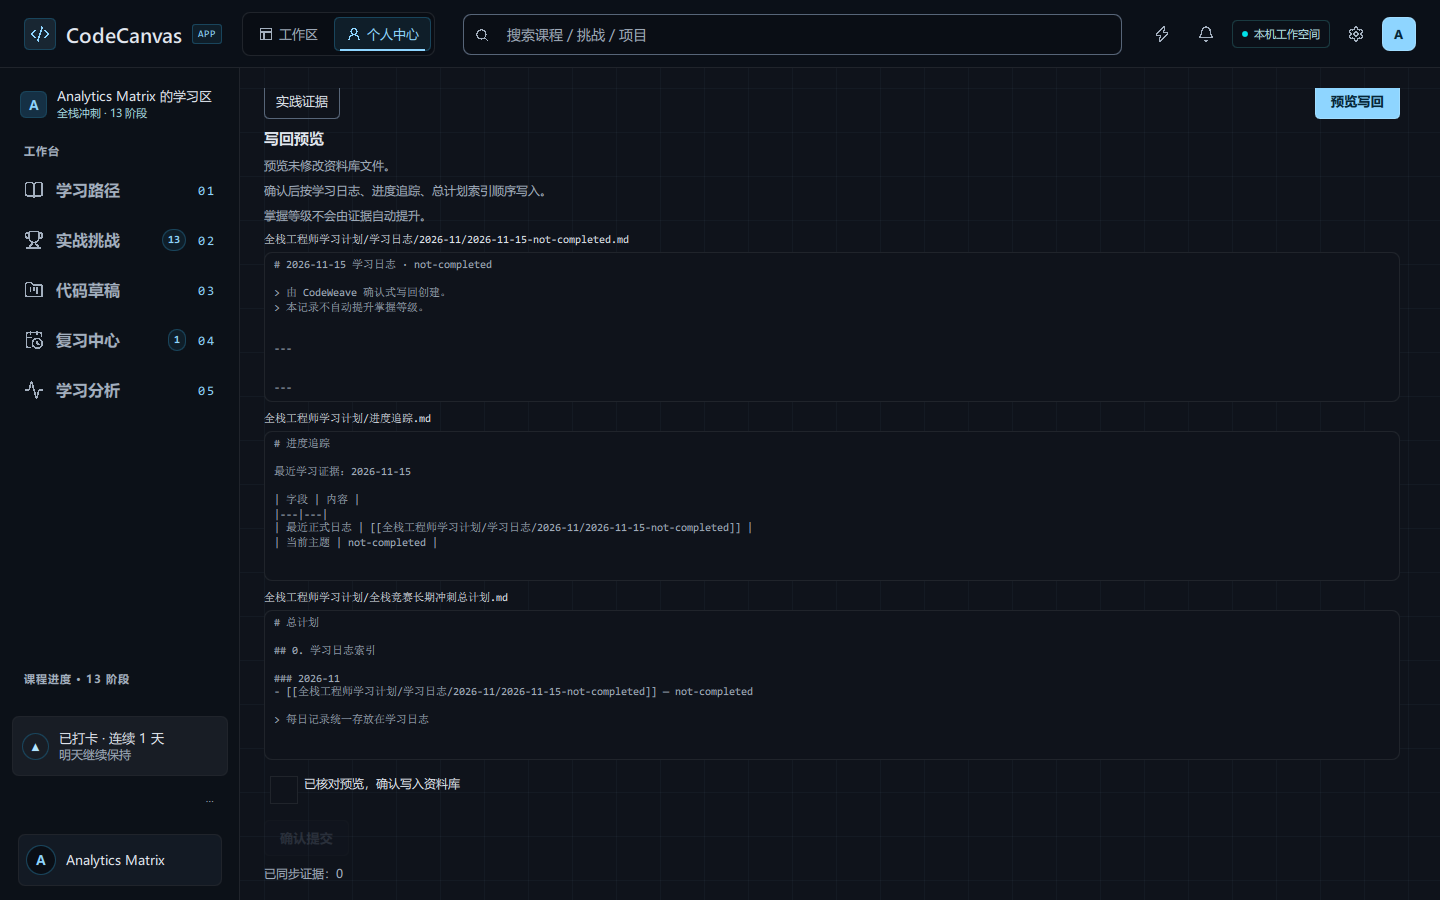 CodeCanvas APP
工作区
个人中心
搜索课程 / 挑战 / 项目
本机工作空间
A
A
Analytics Matrix 的学习区
全栈冲刺 · 13 阶段
工作台
学习路径 01
实战挑战 13 02
代码草稿 03
复习中心 1 04
学习分析 05
课程进度 • 13 阶段
已打卡 · 连续 1 天
明天继续保持
...
A
Analytics Matrix
实践证据
预览写回
写回预览
预览未修改资料库文件。
确认后按学习日志、进度追踪、总计划索引顺序写入。
掌握等级不会由证据自动提升。
全栈工程师学习计划/学习日志/2026-11/2026-11-15-not-completed.md
# 2026-11-15 学习日志 · not-completed
> 由 CodeWeave 确认式写回创建。
> 本记录不自动提升掌握等级。
---
---
全栈工程师学习计划/进度追踪.md
# 进度追踪
最近学习证据: 2026-11-15
| 字段 | 内容 |
|---|---|
| 最近正式日志 | [[全栈工程师学习计划/学习日志/2026-11/2026-11-15-not-completed]] |
| 当前主题 | not-completed |
全栈工程师学习计划/全栈竞赛长期冲刺总计划.md
# 总计划
## 0. 学习日志索引
### 2026-11
- [[全栈工程师学习计划/学习日志/2026-11/2026-11-15-not-completed]] — not-completed
> 每日记录统一存放在学习日志
已核对预览，确认写入资料库
确认提交
已同步证据：0